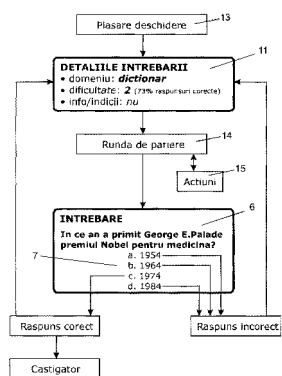 Plasare deschidere
13
DETALIILE INTREBARII
11
• domeniu: dictionar
• dificultate: 2 (73% raspunsuri corecte)
• info/indicii: nu
Runda de pariere
14
15
Actiuni
6
INTREBARE
In ce an a primit George E.Palade
premiul Nobel pentru medicina?
7
a. 1954
b. 1964
c. 1974
d. 1984
Raspuns corect
Raspuns incorect
Castigator